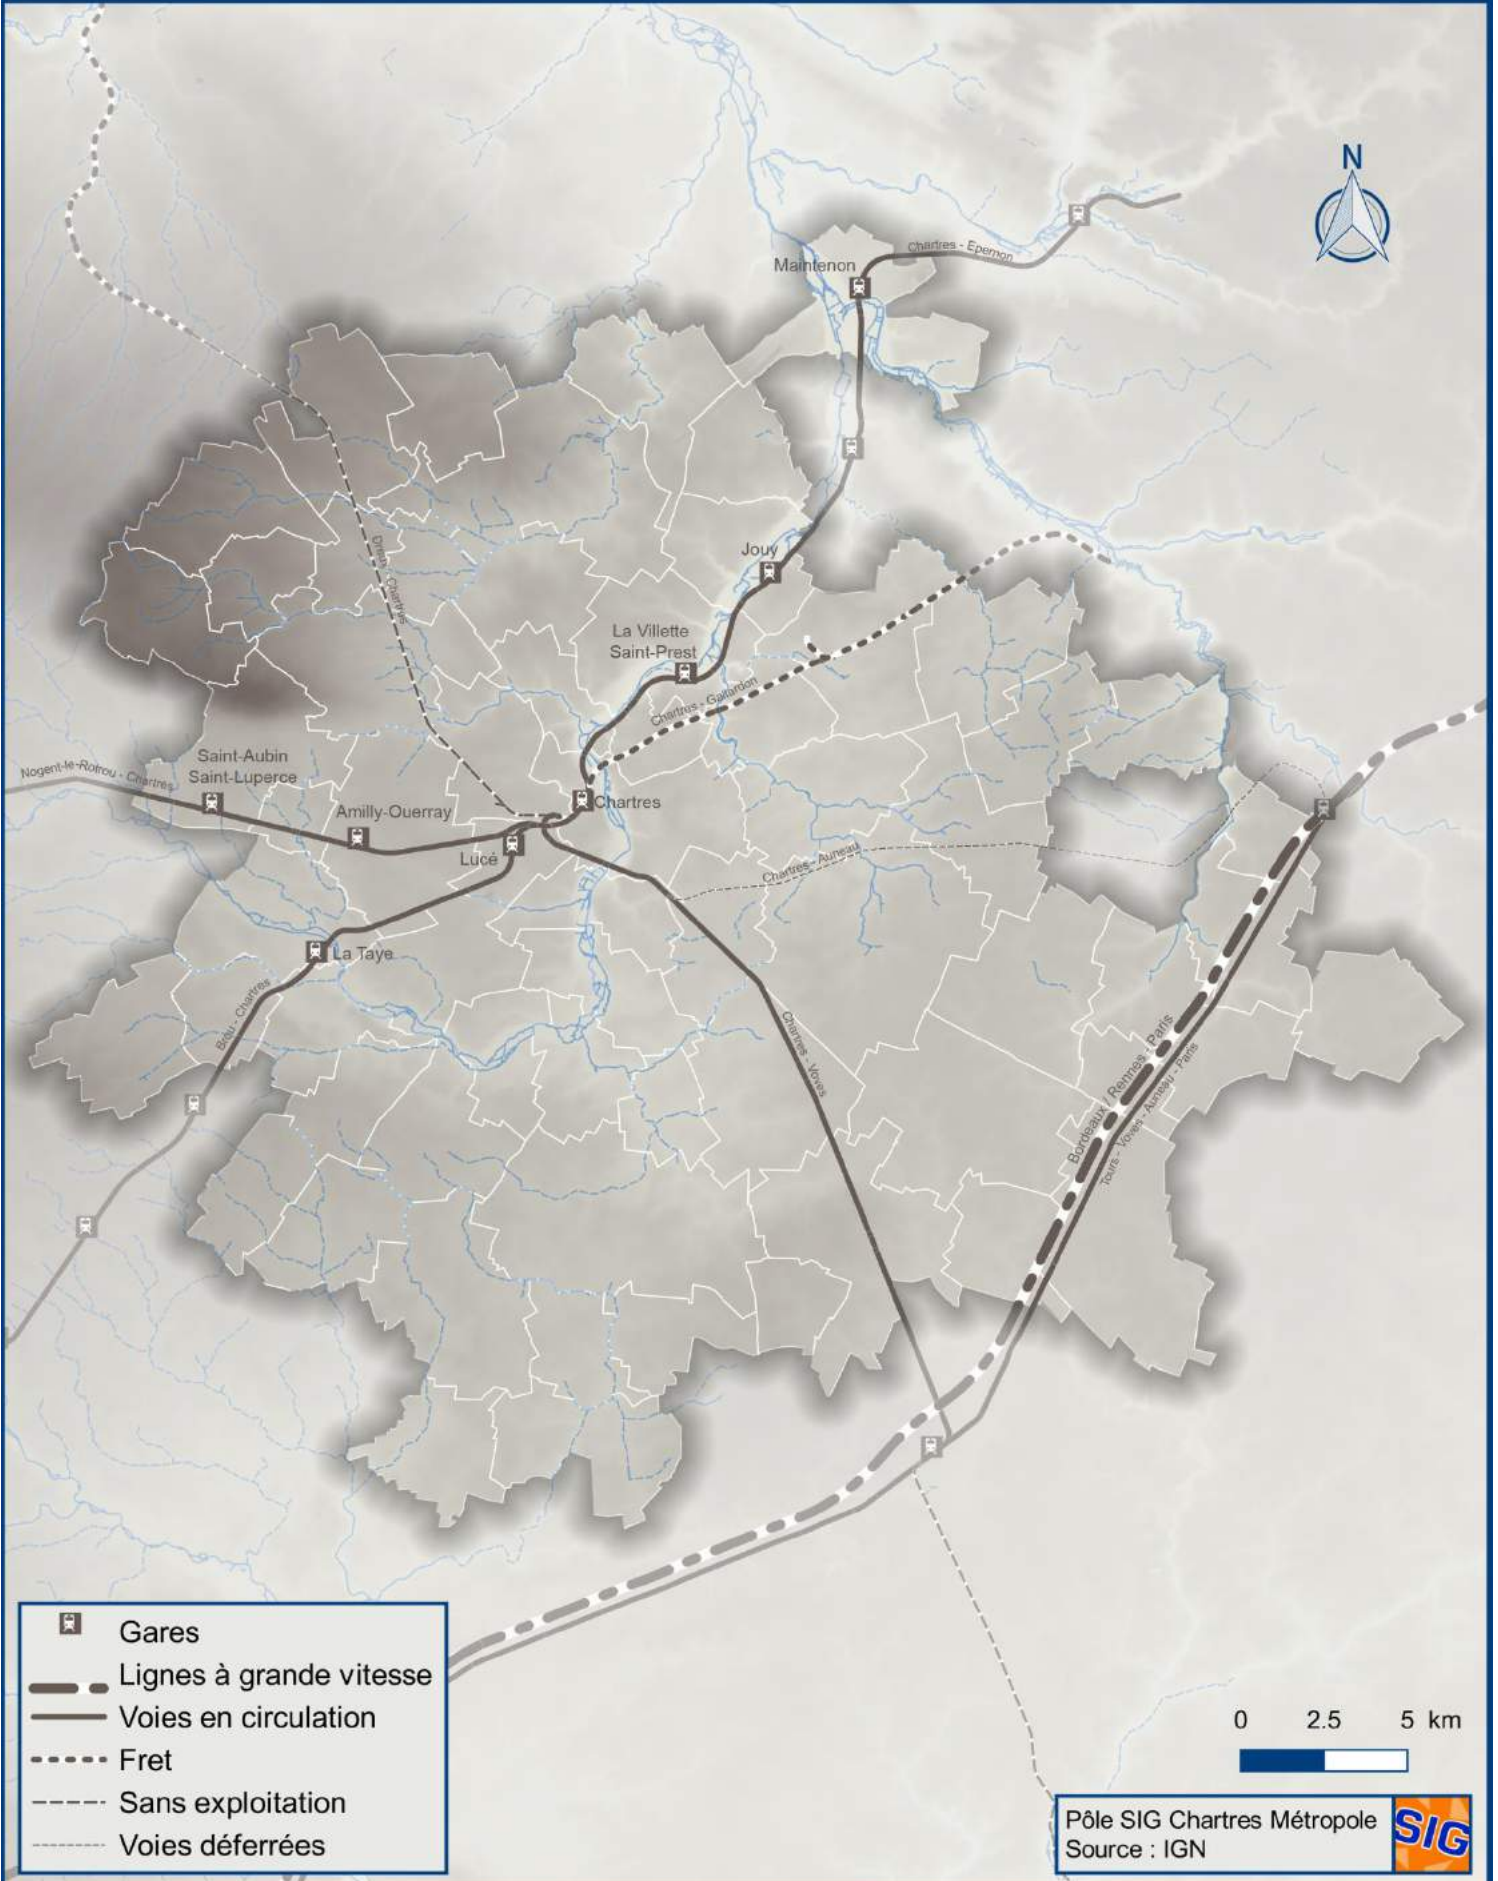 N
Chartres - Epernon
Maintenon
Jouy
Dreux - Chartres
La Villette
Saint-Prest
Chartres - Gallardon
Saint-Aubin
Saint-Luperce
Nogent-le-Rotrou - Chartres
Amilly-Ouerray
Chartres
Lucé
Chartres - Auneau
La Taye
Brou - Chartres
Chartres - Voves
Bordeaux / Rennes - Paris
Tours - Voves - Auneau - Paris
Gares
Lignes à grande vitesse
Voies en circulation
Fret
Sans exploitation
Voies déferrées
0 2.5 5 km
Pôle SIG Chartres Métropole
Source : IGN
SIG